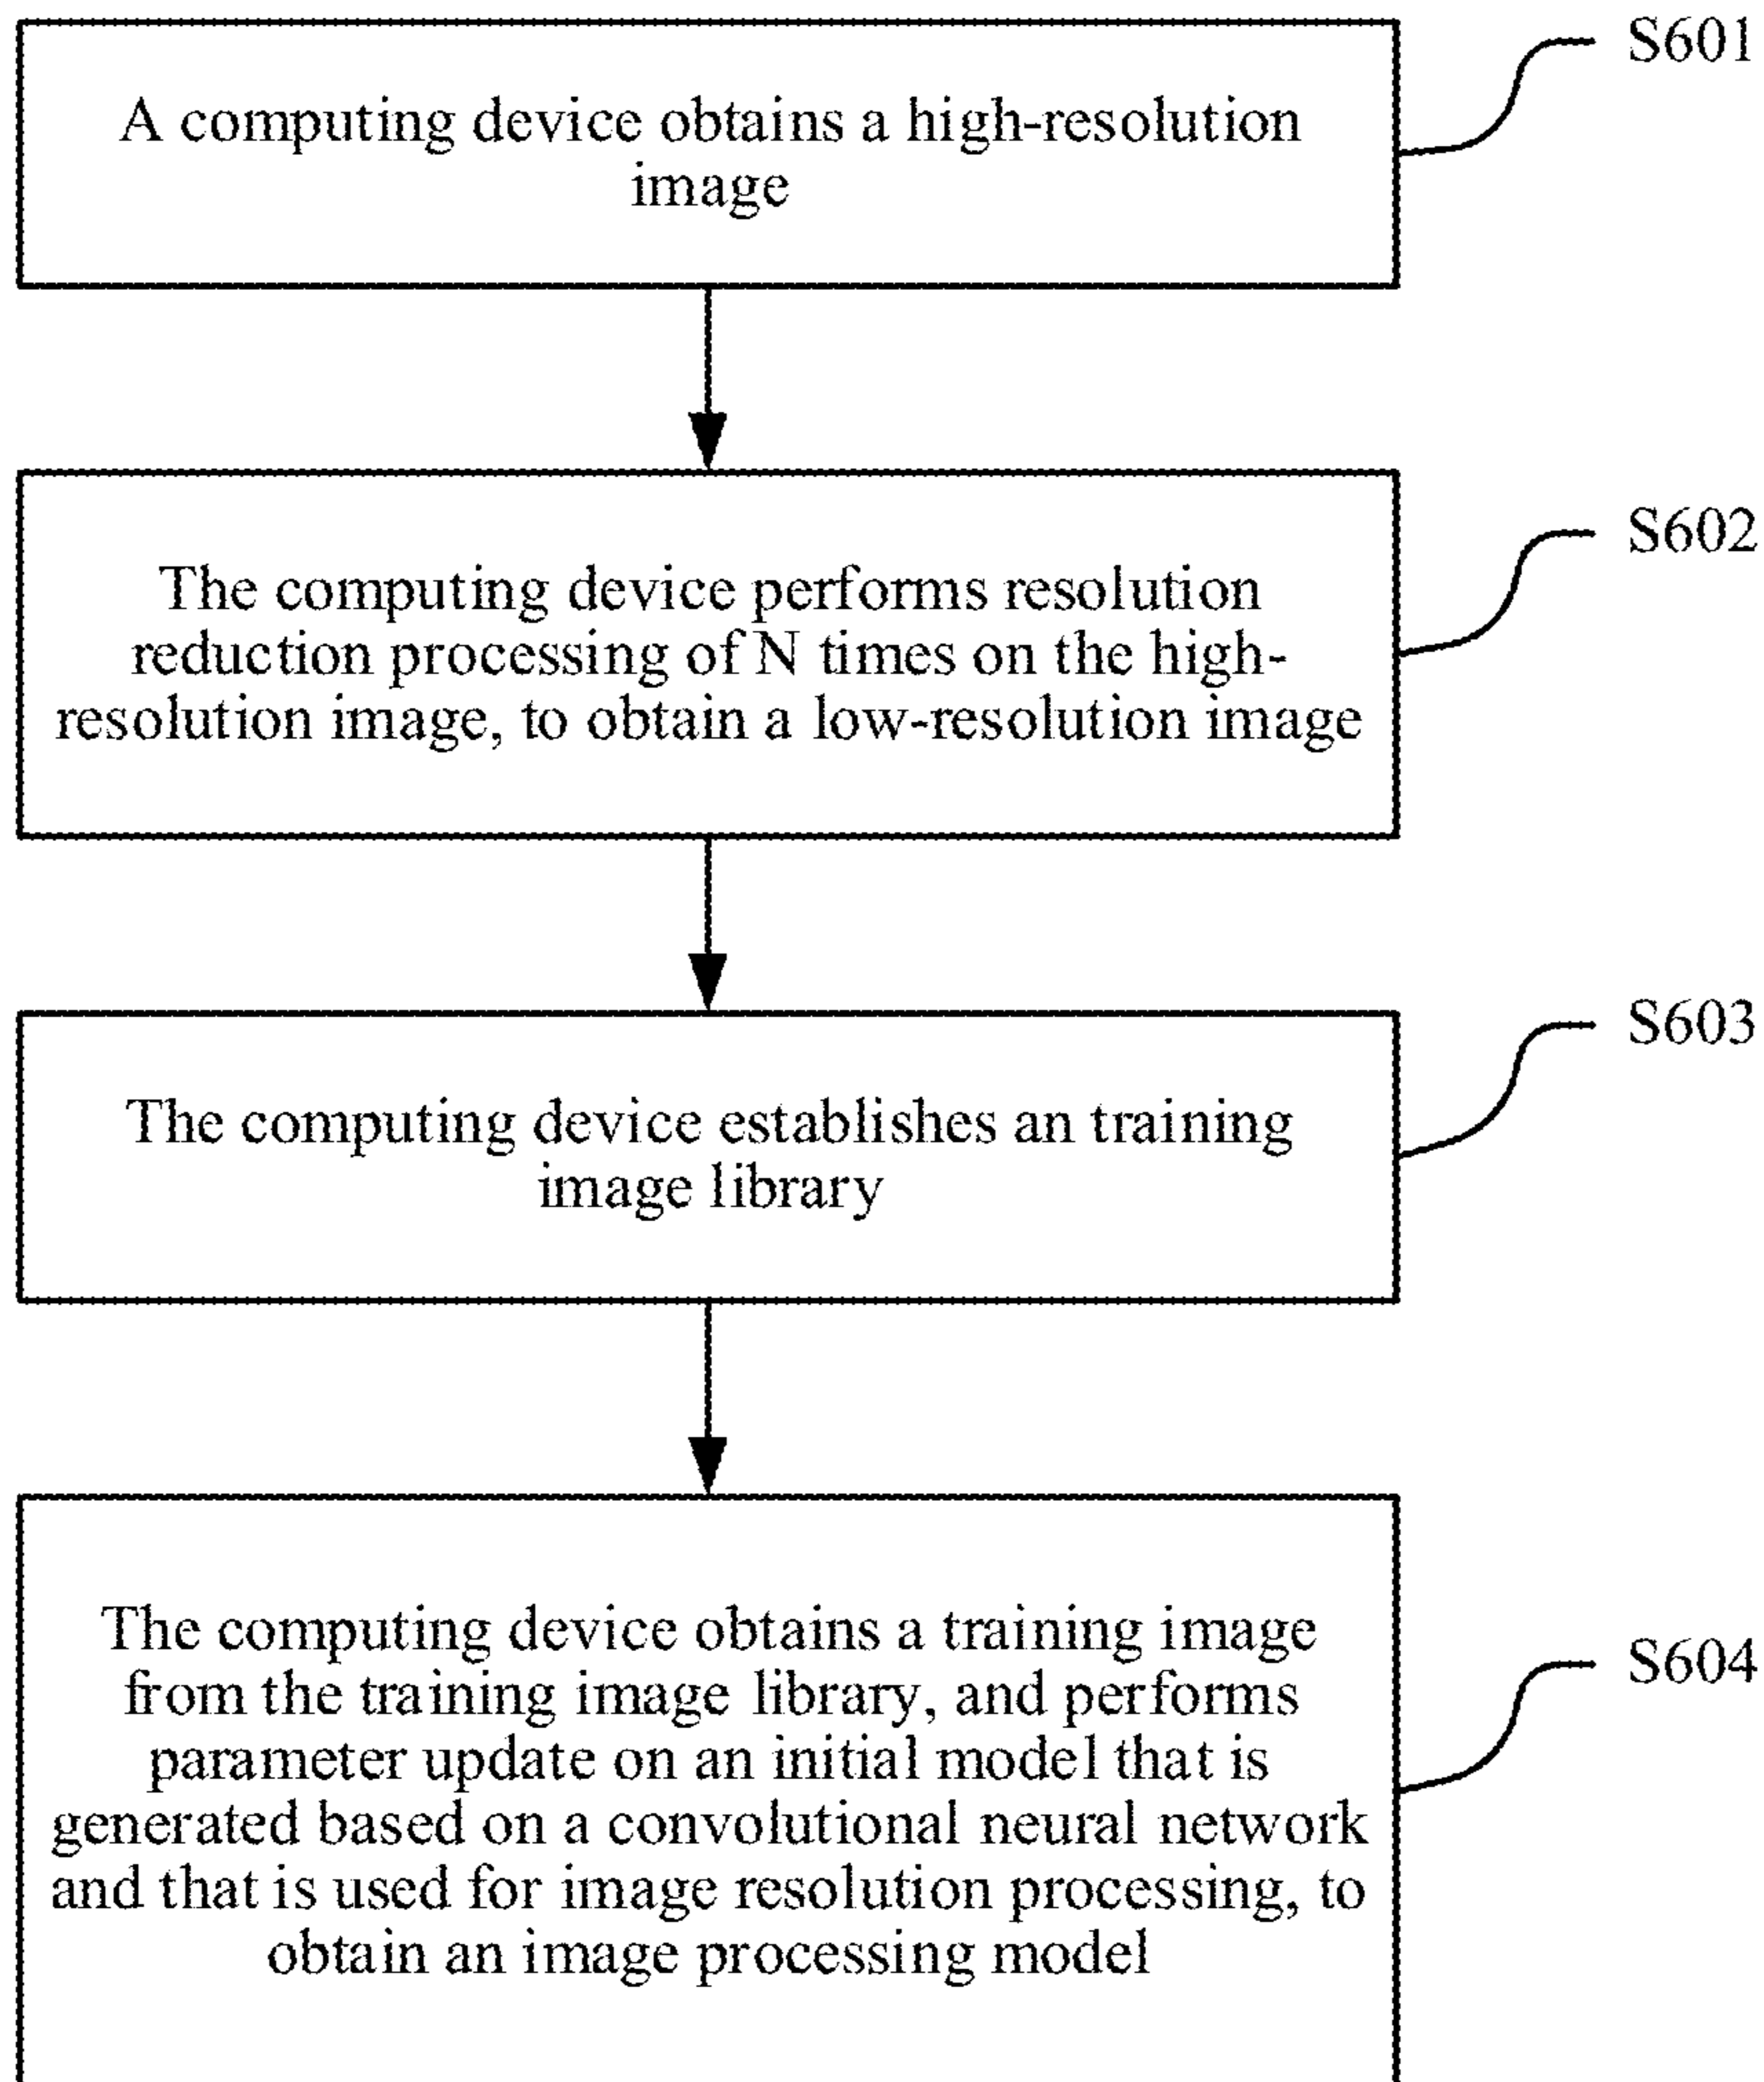 S601
A computing device obtains a high-resolution
image
S602
The computing device performs resolution
reduction processing of N times on the high-
resolution image, to obtain a low-resolution image
S603
The computing device establishes an training
image library
S604
The computing device obtains a training image
from the training image library, and performs
parameter update on an initial model that is
generated based on a convolutional neural network
and that is used for image resolution processing, to
obtain an image processing model